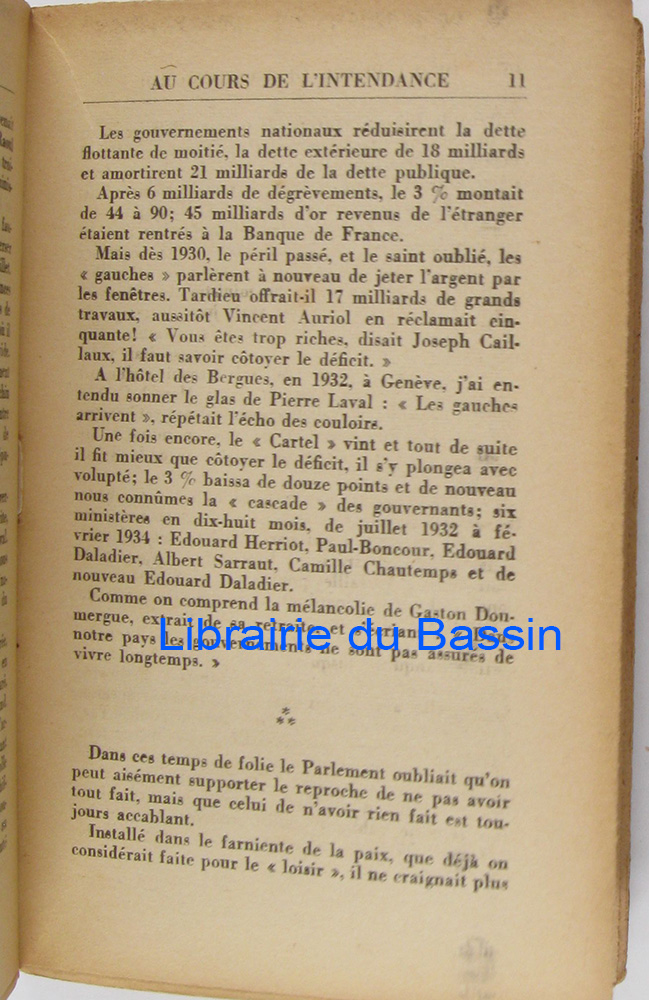 AU COURS DE L'INTENDANCE 11
Les gouvernements nationaux réduisirent la dette
flottante de moitié, la dette extérieure de 18 milliards
et amortirent 21 milliards de la dette publique.
Après 6 milliards de dégrèvements, le 3 % montait
de 44 à 90; 45 milliards d'or revenus de l'étranger
étaient rentrés à la Banque de France.
Mais dès 1930, le péril passé, et le saint oublié, les
« gauches » parlèrent à nouveau de jeter l'argent par
les fenêtres. Tardieu offrait-il 17 milliards de grands
travaux, aussitôt Vincent Auriol en réclamait cin-
quante! « Vous êtes trop riches, disait Joseph Cail-
laux, il faut savoir côtoyer le déficit. »
A l'hôtel des Bergues, en 1932, à Genève, j'ai en-
tendu sonner le glas de Pierre Laval : « Les gauches
arrivent », répétait l'écho des couloirs.
Une fois encore, le « Cartel » vint et tout de suite
il fit mieux que côtoyer le déficit, il s'y plongea avec
volupté; le 3 % baissa de douze points et de nouveau
nous connûmes la « cascade » des gouvernants; six
ministères en dix-huit mois, de juillet 1932 à fé-
vrier 1934 : Edouard Herriot, Paul-Boncour, Edouard
Daladier, Albert Sarraut, Camille Chautemps et de
nouveau Edouard Daladier.
Comme on comprend la mélancolie de Gaston Dou-
mergue, extrait de sa retraite et
Librairie du Bassin
notre pays les gouvernements ne sont pas assurés de
vivre longtemps. »
* **
Dans ces temps de folie le Parlement oubliait qu'on
peut aisément supporter le reproche de ne pas avoir
tout fait, mais que celui de n'avoir rien fait est tou-
jours accablant.
Installé dans le farniente de la paix, que déjà on
considérait faite pour le « loisir », il ne craignait plus